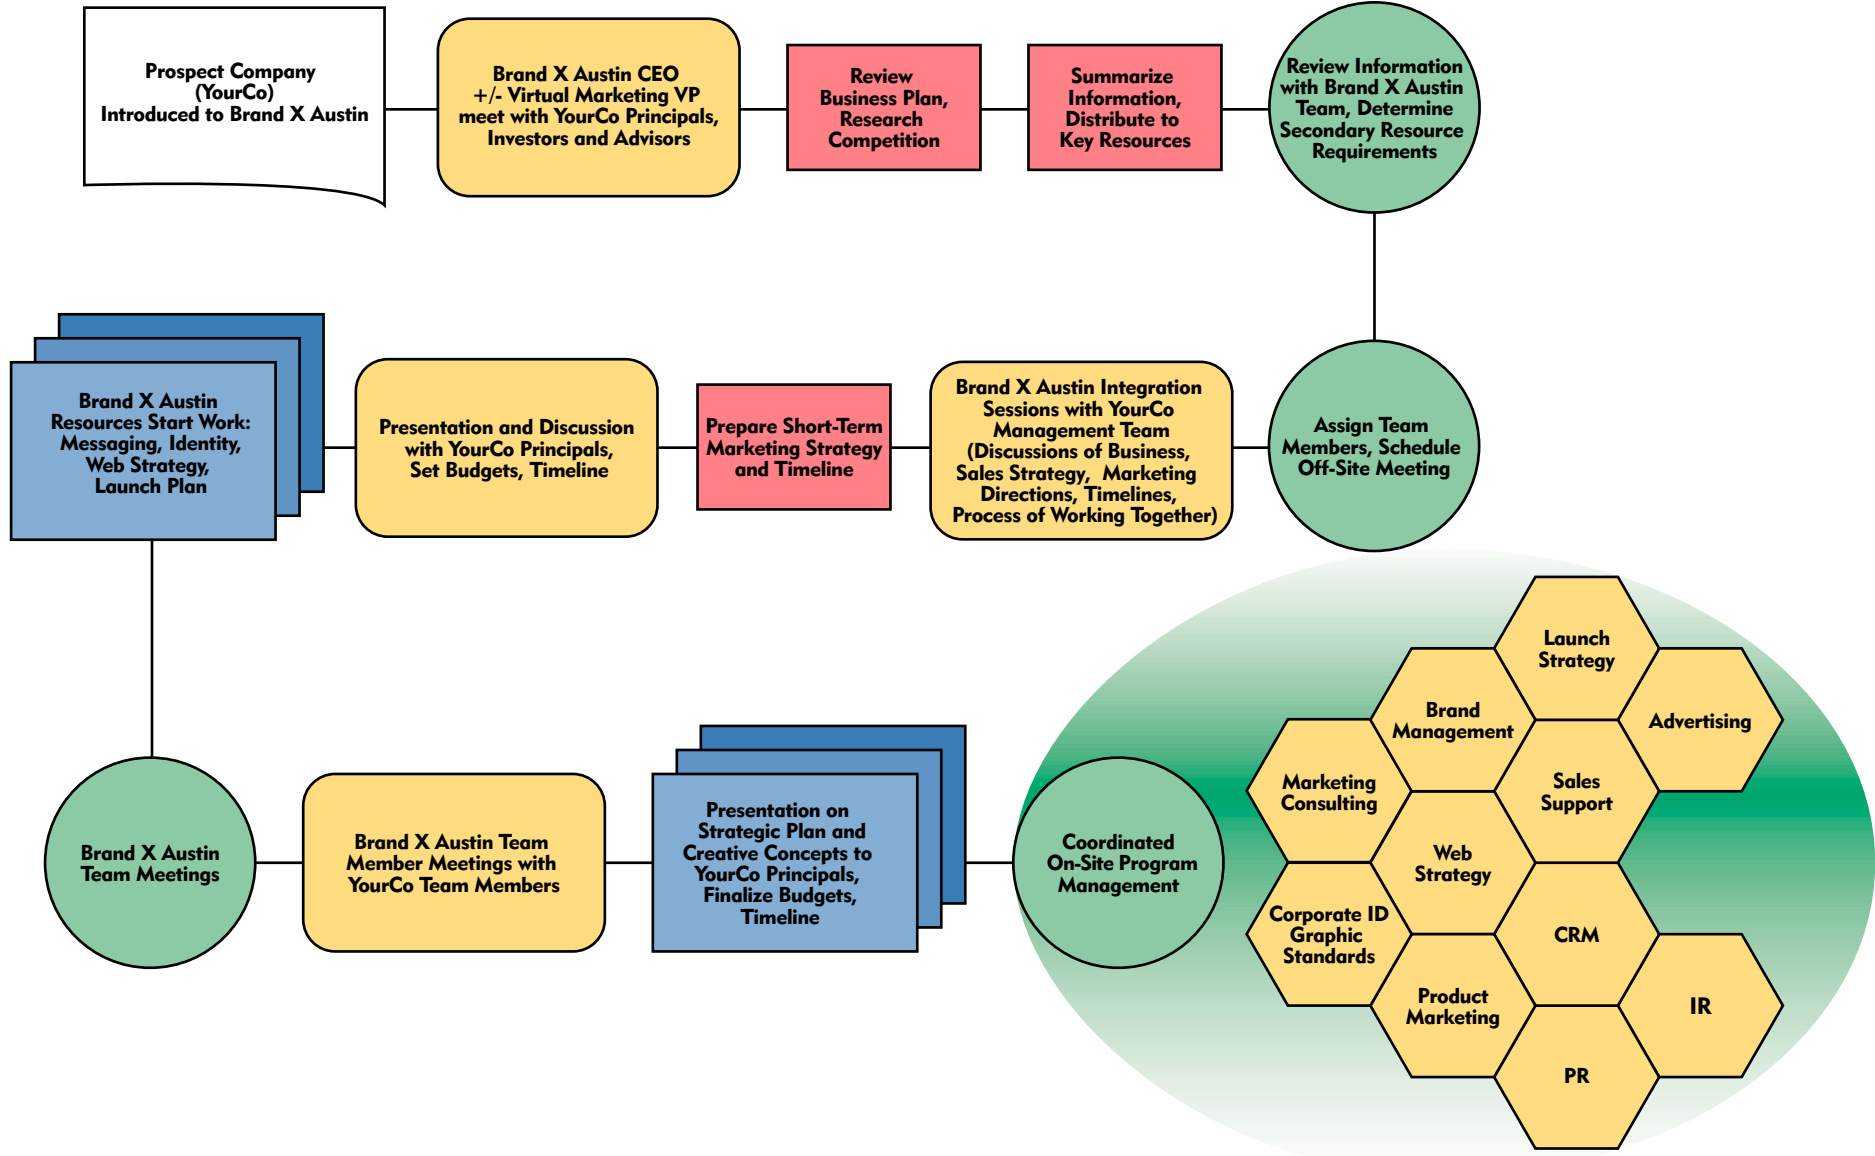 Prospect Company
(YourCo)
Introduced to Brand X Austin
Brand X Austin CEO
+/- Virtual Marketing VP
meet with YourCo Principals,
Investors and Advisors
Review
Business Plan,
Research
Competition
Summarize
Information,
Distribute to
Key Resources
Review Information
with Brand X Austin
Team, Determine
Secondary Resource
Requirements
Assign Team
Members, Schedule
Off-Site Meeting
Brand X Austin Integration
Sessions with YourCo
Management Team
(Discussions of Business,
Sales Strategy, Marketing
Directions, Timelines,
Process of Working Together)
Prepare Short-Term
Marketing Strategy
and Timeline
Presentation and Discussion
with YourCo Principals,
Set Budgets, Timeline
Brand X Austin
Resources Start Work:
Messaging, Identity,
Web Strategy,
Launch Plan
Brand X Austin
Team Meetings
Brand X Austin Team
Member Meetings with
YourCo Team Members
Presentation on
Strategic Plan and
Creative Concepts to
YourCo Principals,
Finalize Budgets,
Timeline
Coordinated
On-Site Program
Management
Launch
Strategy
Brand
Management
Advertising
Marketing
Consulting
Sales
Support
Web
Strategy
Corporate ID
Graphic
Standards
CRM
Product
Marketing
IR
PR